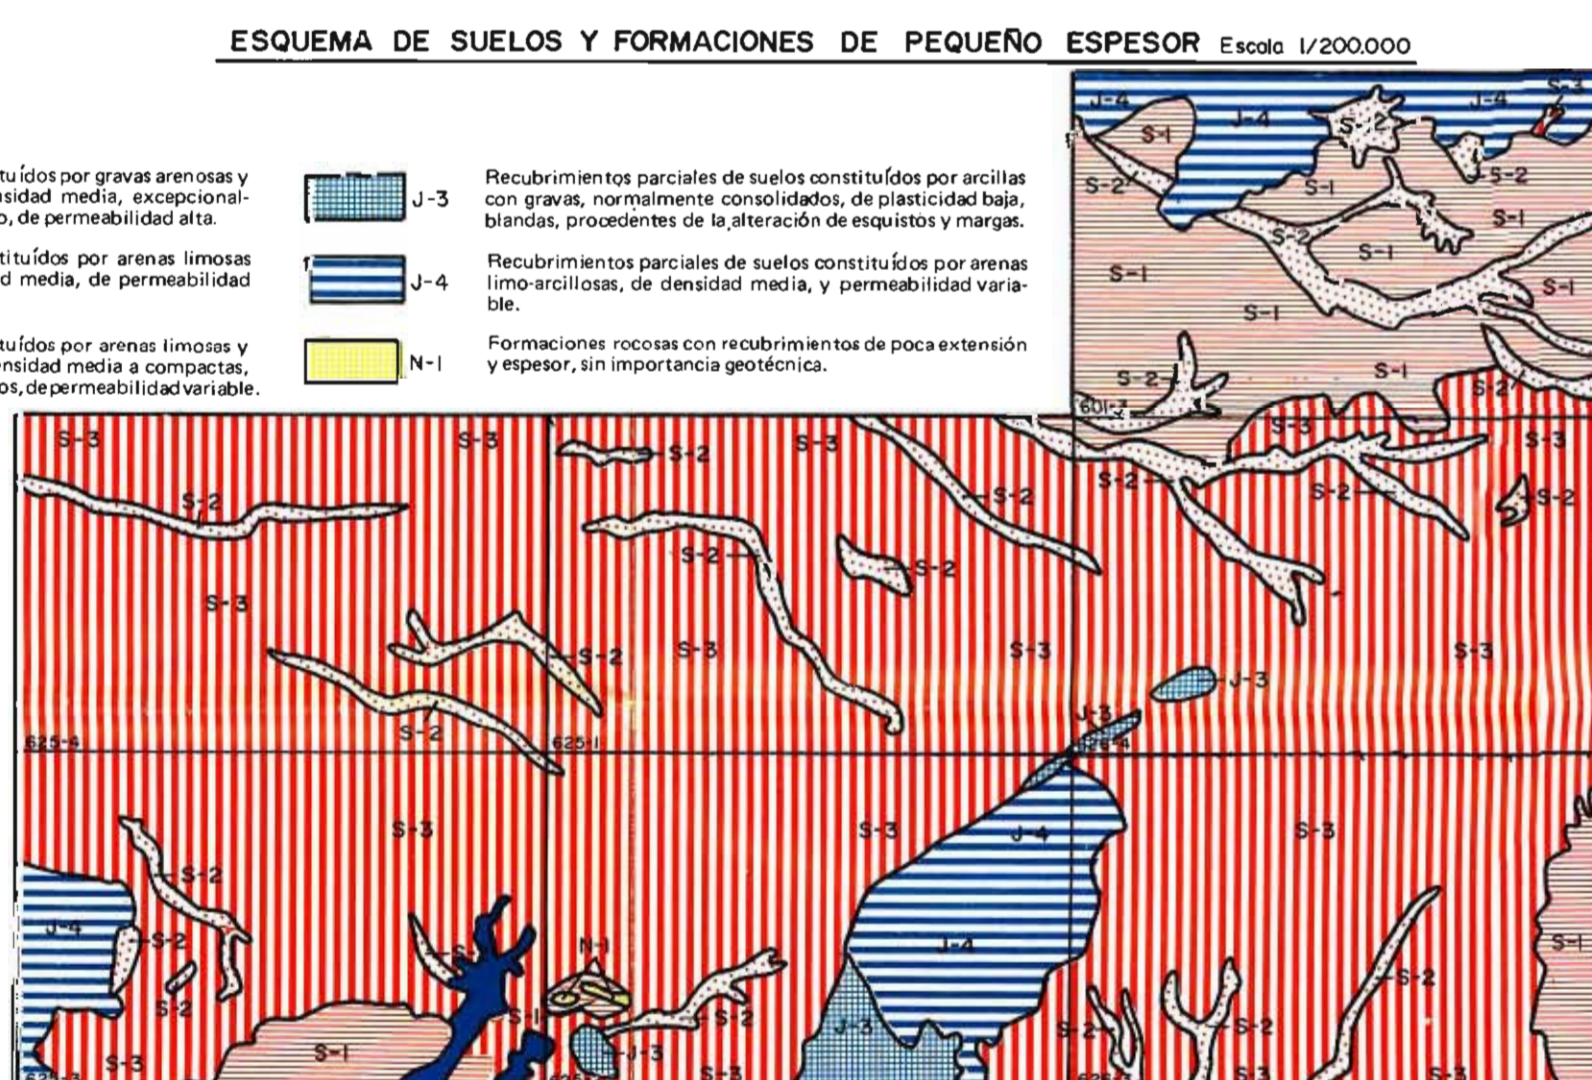 ESQUEMA DE SUELOS Y FORMACIONES DE PEQUEÑO ESPESOR Escala 1/200.000
tuídos por gravas arenosas y
nsidad media, excepcional-
o, de permeabilidad alta.
tituídos por arenas limosas
d media, de permeabilidad
tuídos por arenas limosas y
ensidad media a compactas,
os, de permeabilidad variable.
J-3
Recubrimientos parciales de suelos constituídos por arcillas
con gravas, normalmente consolidados, de plasticidad baja,
blandas, procedentes de la alteración de esquistos y margas.
J-4
Recubrimientos parciales de suelos constituídos por arenas
limo-arcillosas, de densidad media, y permeabilidad varia-
ble.
N-1
Formaciones rocosas con recubrimientos de poca extensión
y espesor, sin importancia geotécnica.
J-4
J-4
J-4
S-3
S-1
S-2
S-2
S-1
S-2
S-1
S-2
S-1
S-1
S-1
S-1
S-2
S-1
S-2
601-3
S-3
S-3
S-3
S-3
S-3
S-2
S-2
S-2
S-2
S-2
S-2
S-2
S-2
S-3
S-2
S-3
S-3
S-3
S-2
J-3
J-3
625-4
625-1
626-4
S-3
S-3
J-4
S-3
S-2
J-4
S-2
S-2
N-1
J-4
S-1
S-2
S-1
S-2
J-3
S-2
S-2
S-3
S-1
J-3
S-3
S-3
S-3